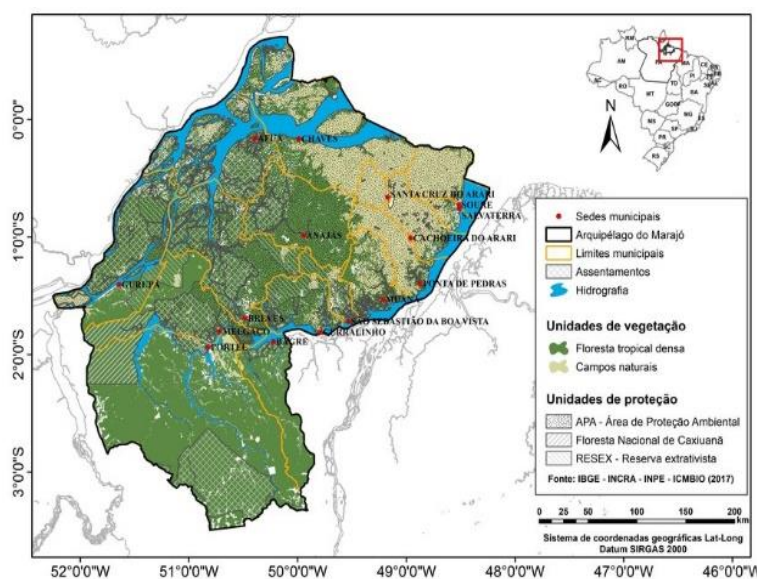 0°0'0"
1°0'0"S
2°0'0"S
3°0'0"S
52°0'0"W
51°0'0"W
50°0'0"W
49°0'0"W
48°0'0"W
47°0'0"W
46°0'0"W
AFUÁ
CHAVES
SANTA CRUZ DO ARARI
SOURE
SALVATERRA
ANAJÁS
CACHOEIRA DO ARARI
GURUPÁ
PONTA DE PEDRAS
MUANÁ
BREVES
SÃO SEBASTIÃO DA BOA VISTA
MELGAÇO
CURRALINHO
PORTEL
BAGRE
N
RR
AM
PA
MA
CE
PI
AC
RO
TO
MT
BA
GODF
MG
MS
SP
PR
SC
RS
Sedes municipais
Arquipélago do Marajó
Limites municipais
Assentamentos
Hidrografia
Unidades de vegetação
Floresta tropical densa
Campos naturais
Unidades de proteção
APA - Área de Proteção Ambiental
Floresta Nacional de Caxiuanã
RESEX - Reserva extrativista
Fonte: IBGE - INCRA - INPE - ICMBIO (2017)
0 25 50 100 150 200
km
Sistema de coordenadas geográficas Lat-Long
Datum SIRGAS 2000